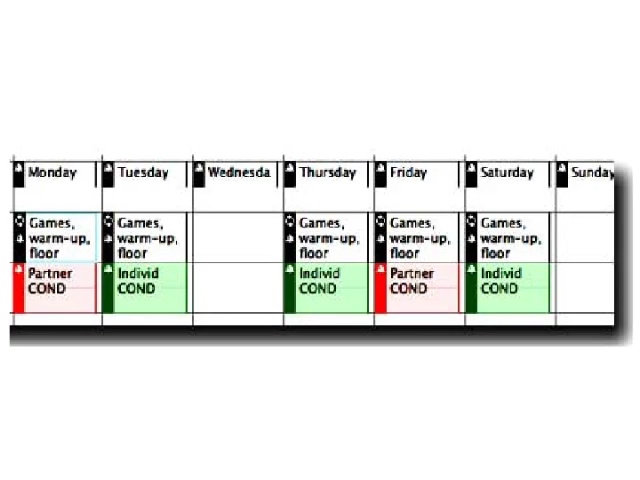 Monday Tuesday Wednesda Thursday Friday Saturday Sunday
Games, Games, Games, Games, Games,
warm-up, warm-up, warm-up, warm-up, warm-up,
floor floor floor floor floor
Partner Individ Individ Partner Individ
COND COND COND COND COND